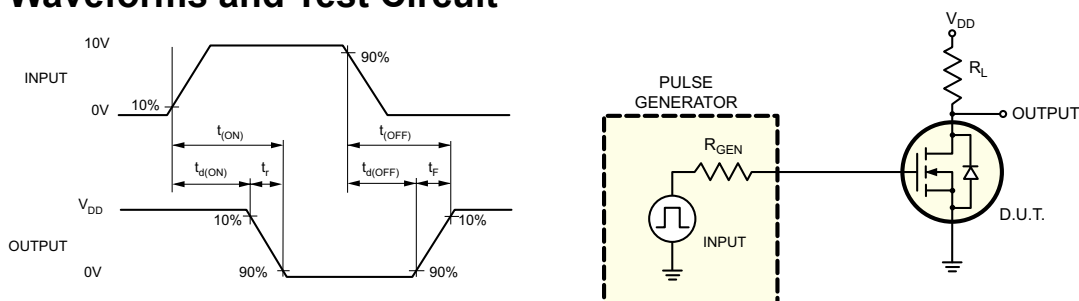 Waveforms and Test Circuit
10V
INPUT
0V
10%
90%
t(ON)
t(OFF)
td(ON)
tr
td(OFF)
tF
VDD
OUTPUT
0V
10%
90%
10%
90%
VDD
RL
OUTPUT
PULSE
GENERATOR
RGEN
INPUT
D.U.T.